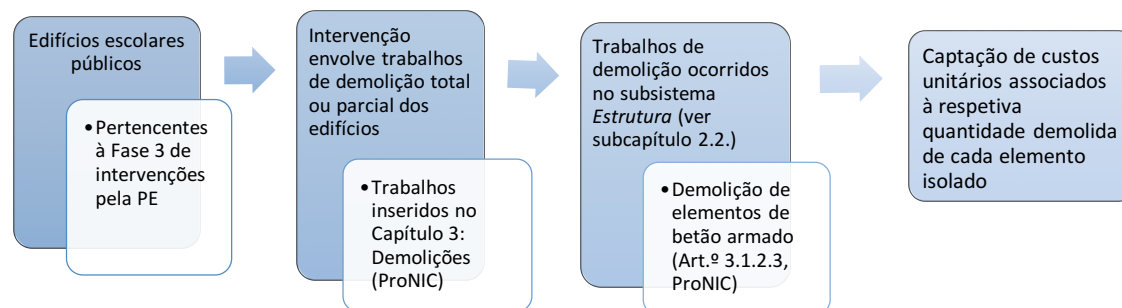 Edifícios escolares
públicos
•Pertencentes
à Fase 3 de
intervenções
pela PE
Intervenção
envolve trabalhos
de demolição total
ou parcial dos
edifícios
•Trabalhos
inseridos no
Capítulo 3:
Demolições
(ProNIC)
Trabalhos de
demolição ocorridos
no subsistema
Estrutura (ver
subcapítulo 2.2.)
•Demolição de
elementos de
betão armado
(Art.º 3.1.2.3,
ProNIC)
Captação de custos
unitários associados
à respetiva
quantidade demolida
de cada elemento
isolado